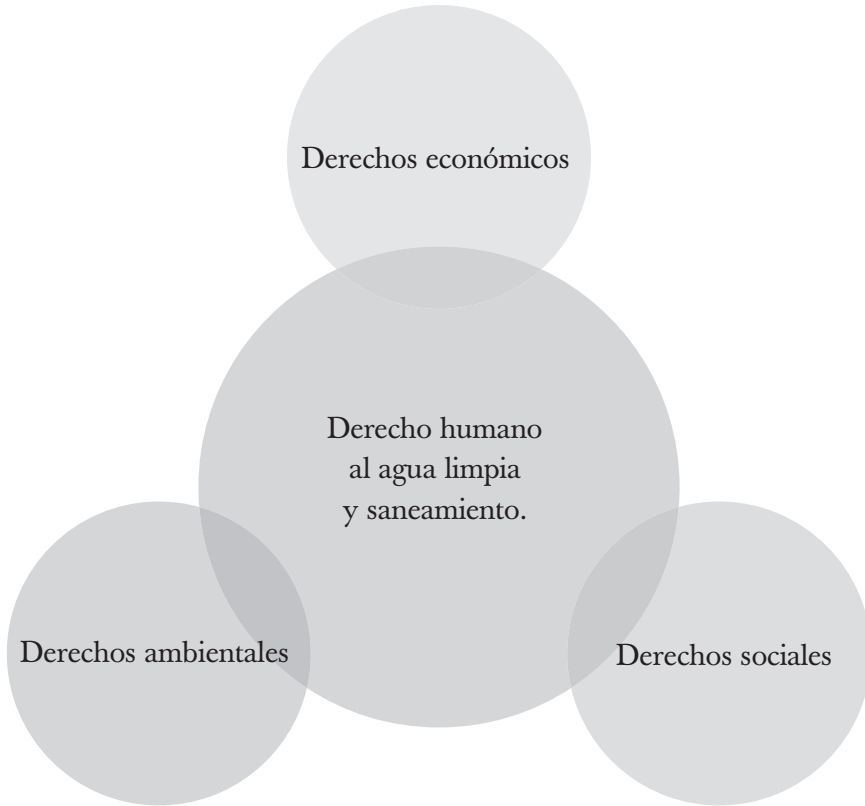 Derechos económicos
Derecho humano
al agua limpia
y saneamiento.
Derechos ambientales
Derechos sociales